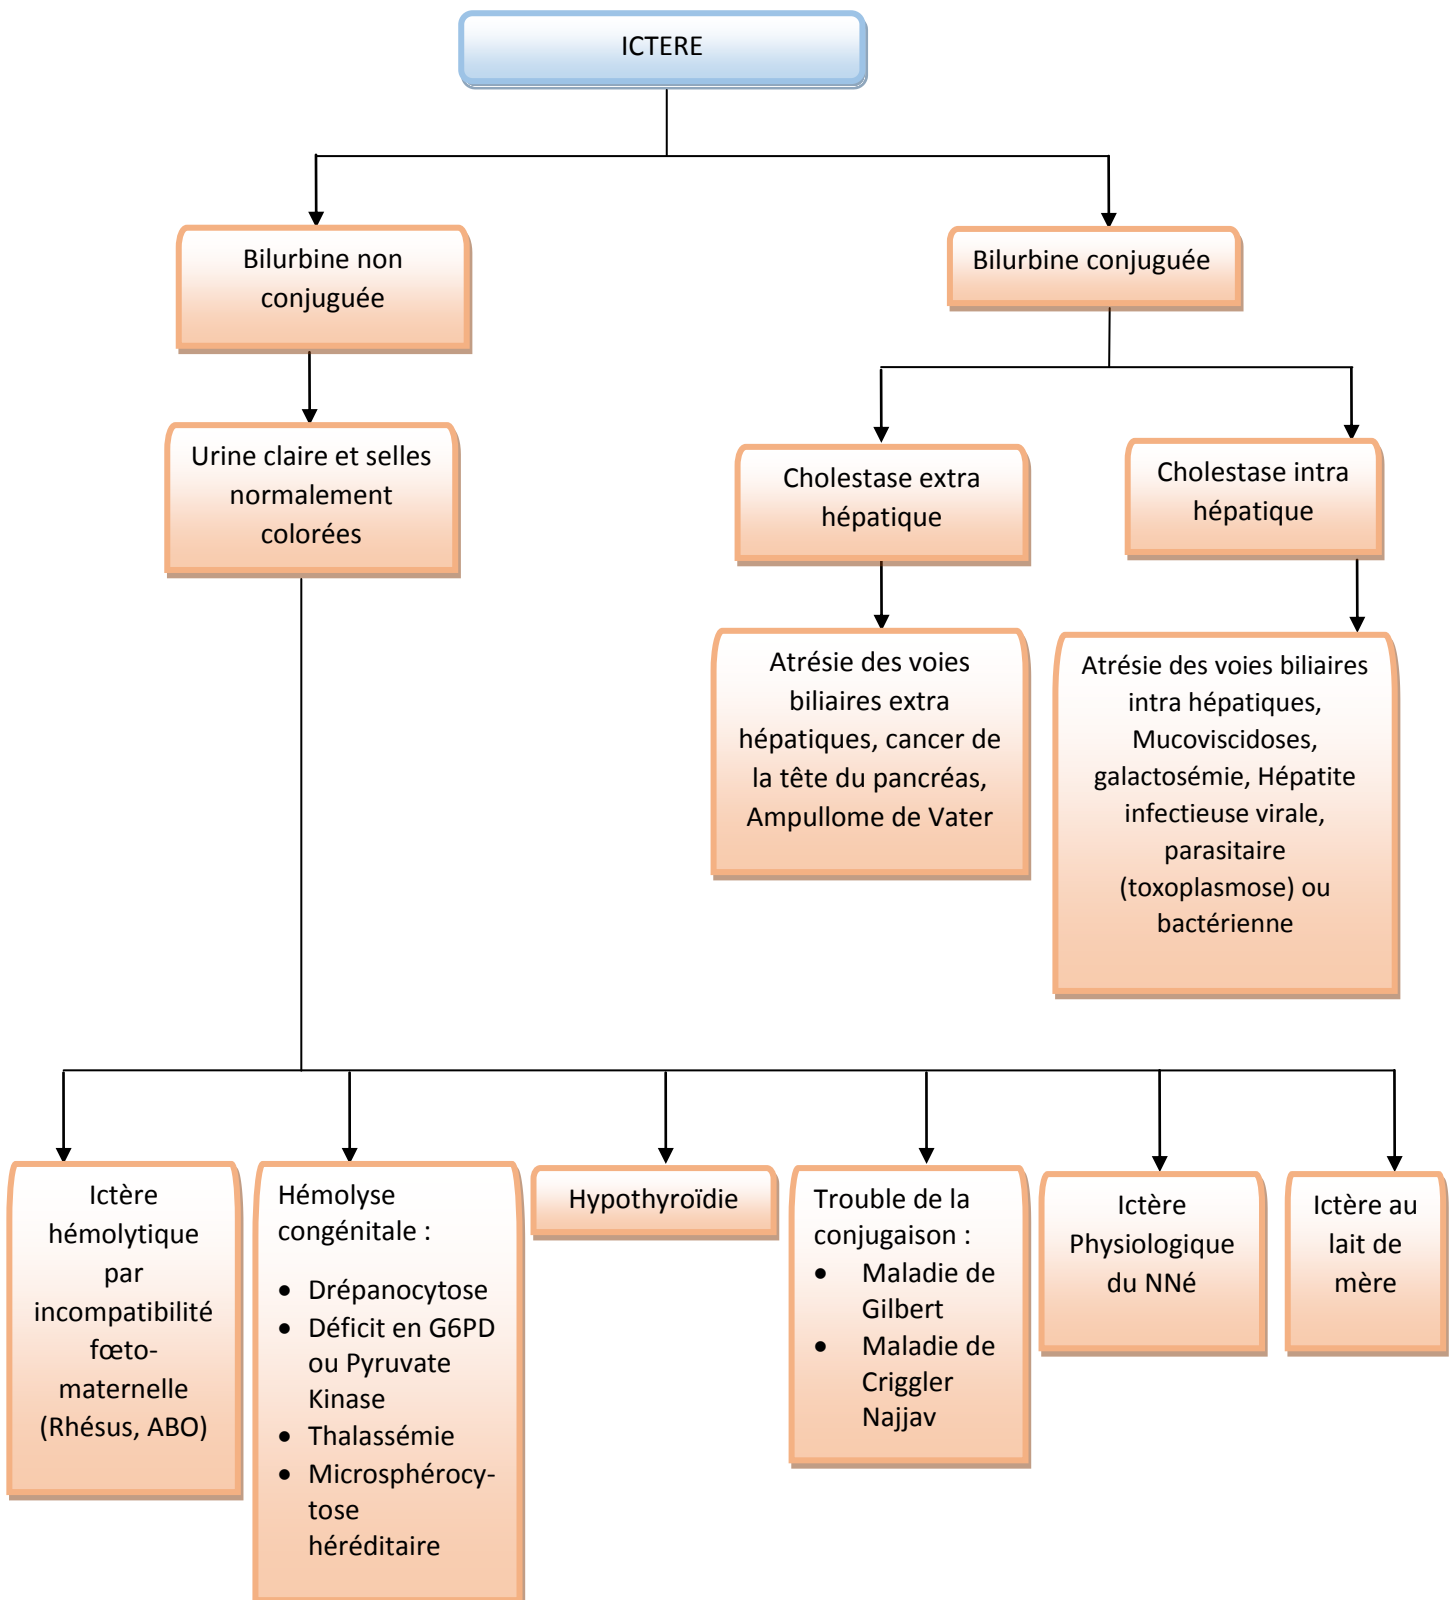 ICTERE
Bilurbine non
conjuguée
Bilurbine conjuguée
Urine claire et selles
normalement
colorées
Cholestase extra
hépatique
Cholestase intra
hépatique
Atrésie des voies
biliaires extra
hépatiques, cancer de
la tête du pancréas,
Ampullome de Vater
Atrésie des voies biliaires
intra hépatiques,
Mucoviscidoses,
galactosémie, Hépatite
infectieuse virale,
parasitaire
(toxoplasmose) ou
bactérienne
Ictère
hémolytique
par
incompatibilité
fœto-
maternelle
(Rhésus, ABO)
Hémolyse
congénitale :
• Drépanocytose
• Déficit en G6PD
ou Pyruvate
Kinase
• Thalassémie
• Microsphérocy-
tose
héréditaire
Hypothyroïdie
Trouble de la
conjugaison :
• Maladie de
Gilbert
• Maladie de
Criggler
Najjav
Ictère
Physiologique
du NNé
Ictère au
lait de
mère